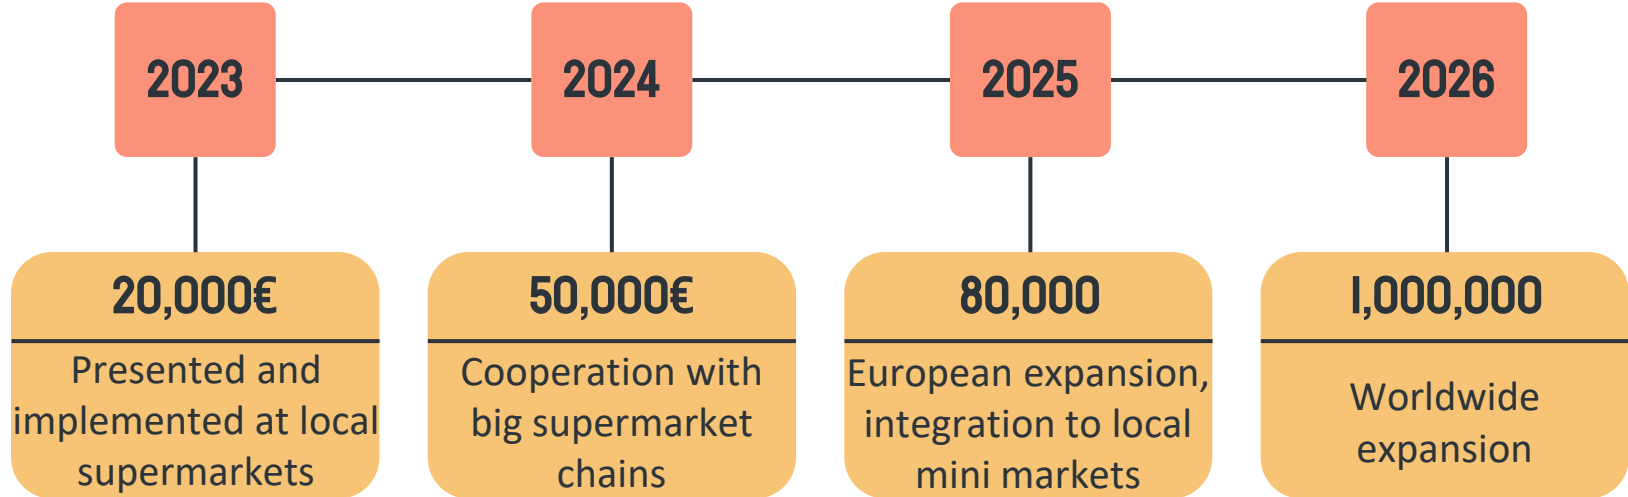 2023
2024
2025
2026
20,000€
Presented and
implemented at local
supermarkets
50,000€
Cooperation with
big supermarket
chains
80,000
European expansion,
integration to local
mini markets
1,000,000
Worldwide
expansion